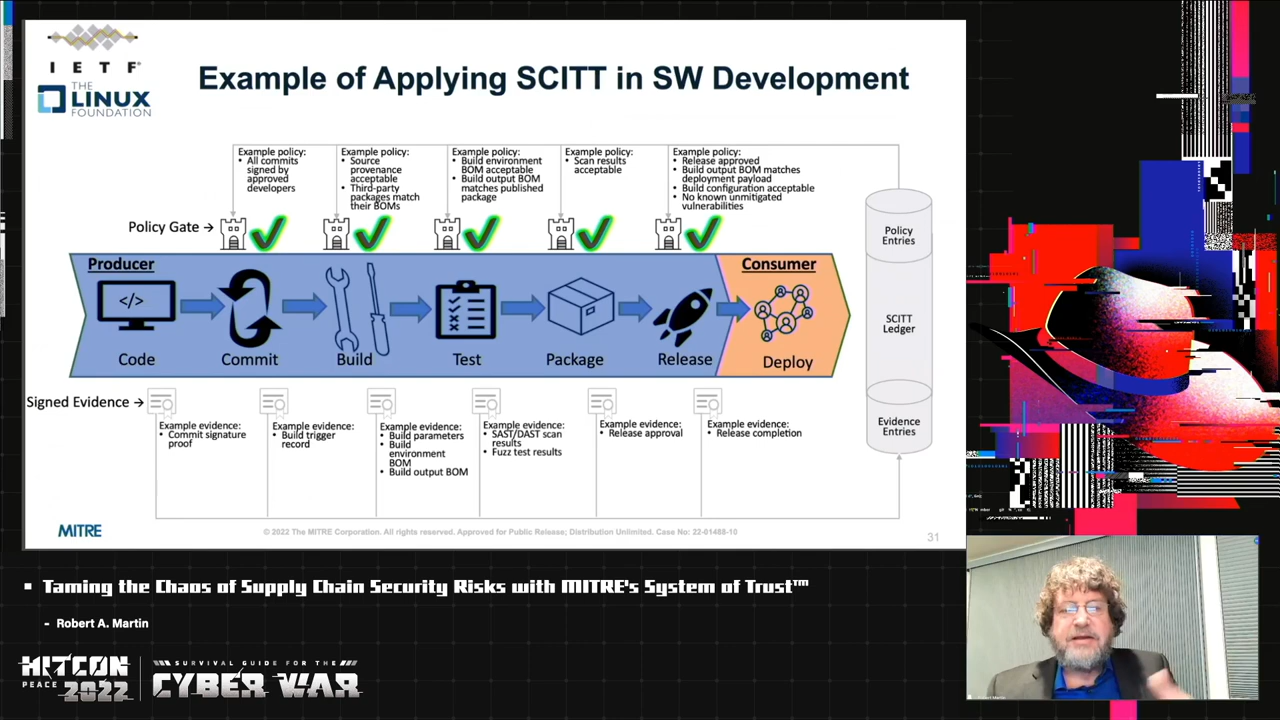 IETF®
THE
LINUX
FOUNDATION
Example of Applying SCITT in SW Development
Example policy:
• All commits
signed by
approved
developers
Example policy:
• Source
provenance
acceptable
• Third-party
packages match
their BOMs
Example policy:
• Build environment
BOM acceptable
• Build output BOM
matches published
package
Example policy:
• Scan results
acceptable
Example policy:
• Release approved
• Build output BOM matches
deployment payload
• Build configuration acceptable
• No known unmitigated
vulnerabilities
Policy Gate →
Policy
Entries
SCITT
Ledger
Evidence
Entries
Producer
Consumer
</>
Code
Commit
Build
Test
Package
Release
Deploy
Signed Evidence →
Example evidence:
• Commit signature
proof
Example evidence:
• Build trigger
record
Example evidence:
• Build parameters
• Build
environment
BOM
• Build output BOM
Example evidence:
• SAST/DAST scan
results
• Fuzz test results
Example evidence:
• Release approval
Example evidence:
• Release completion
MITRE
© 2022 The MITRE Corporation. All rights reserved. Approved for Public Release; Distribution Unlimited. Case No: 22-01488-10
31
▪ Taming the Chaos of Supply Chain Security Risks with MITRE's System of Trust™
- Robert A. Martin
HITCON
PEACE 2022
SURVIVAL GUIDE FOR THE
CYBER WAR
Robert Martin